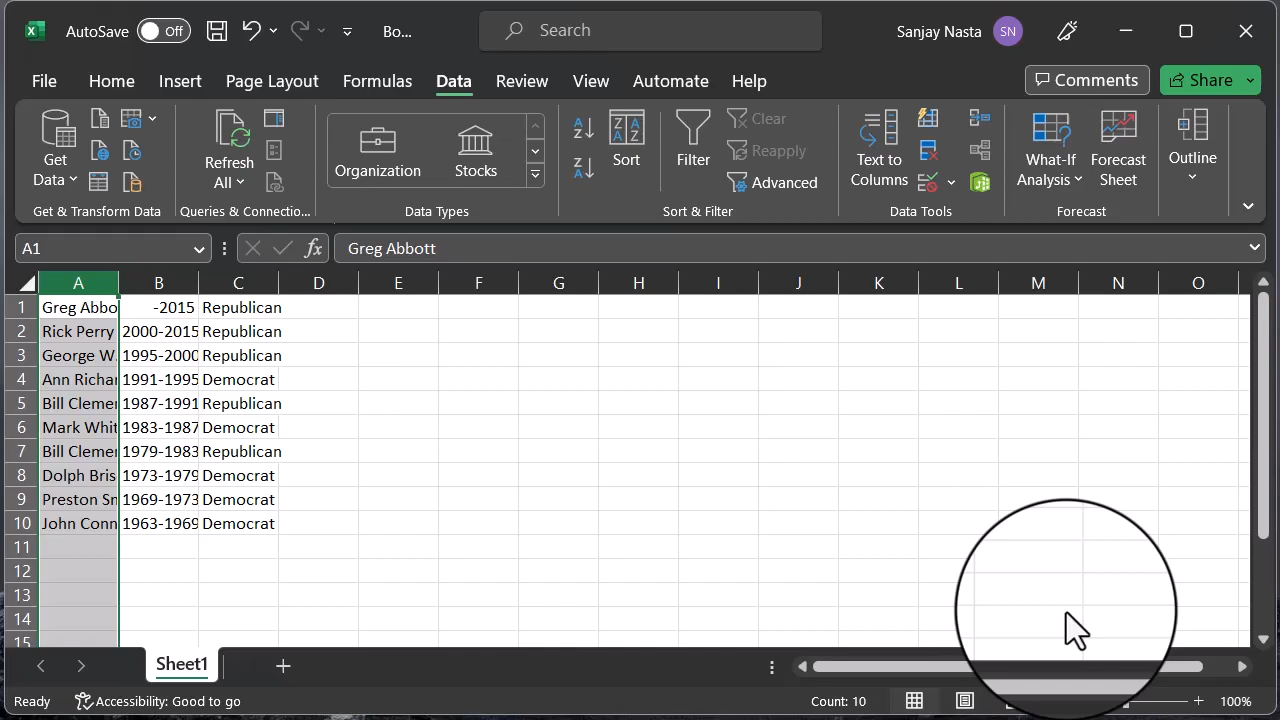 AutoSave Off Bo... Search Sanjay Nasta SN
File Home Insert Page Layout Formulas Data Review View Automate Help Comments Share
Get Data
Refresh All
Organization Stocks
Sort
Filter
Clear
Reapply
Advanced
Text to Columns
What-If Analysis
Forecast Sheet
Outline
Get & Transform Data Queries & Connectio... Data Types Sort & Filter Data Tools Forecast
A1 fx Greg Abbott
A B C D E F G H I J K L M N O
1 Greg Abbo -2015 Republican
2 Rick Perry 2000-2015 Republican
3 George W. 1995-2000 Republican
4 Ann Richar 1991-1995 Democrat
5 Bill Clemer 1987-1991 Republican
6 Mark Whit 1983-1987 Democrat
7 Bill Clemer 1979-1983 Republican
8 Dolph Bris 1973-1979 Democrat
9 Preston Sn 1969-1973 Democrat
10 John Conn 1963-1969 Democrat
11
12
13
14
15
Sheet1
Ready Accessibility: Good to go Count: 10 100%